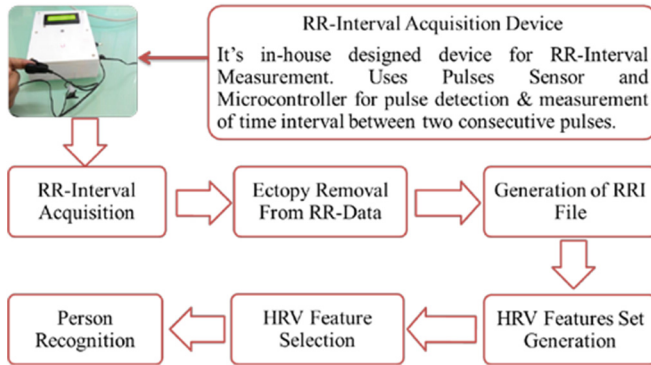 RR-Interval Acquisition Device
It's in-house designed device for RR-Interval
Measurement. Uses Pulses Sensor and
Microcontroller for pulse detection & measurement
of time interval between two consecutive pulses.
RR-Interval
Acquisition
Ectopy Removal
From RR-Data
Generation of RRI
File
Person
Recognition
HRV Feature
Selection
HRV Features Set
Generation